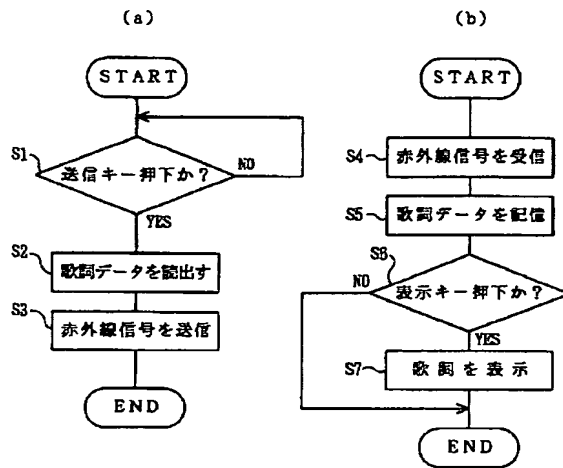 (a)
START
S1
送信キー押下か?
NO
YES
S2
歌詞データを読出す
S3
赤外線信号を送信
END
(b)
START
S4
赤外線信号を受信
S5
歌詞データを記憶
S6
NO
表示キー押下か?
YES
S7
歌詞を表示
END